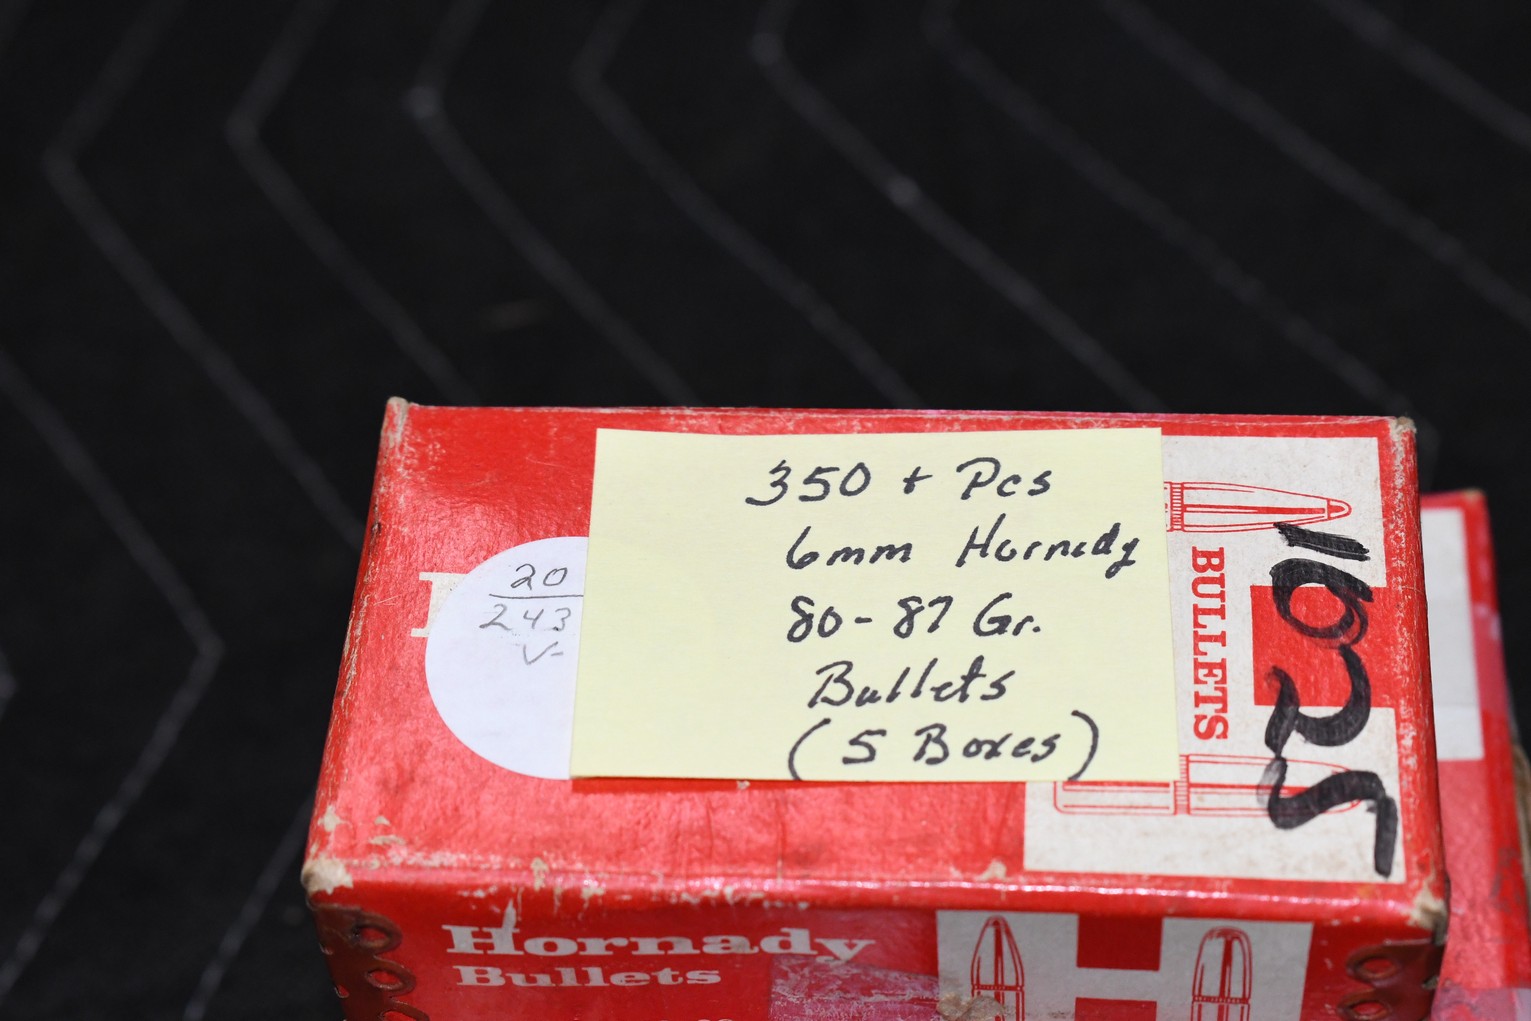 350 + Pcs
6mm Hornady
80-87 Gr.
Bullets
(5 Boxes)
20
243
V-
BULLETS
1025
Hornady
Bullets